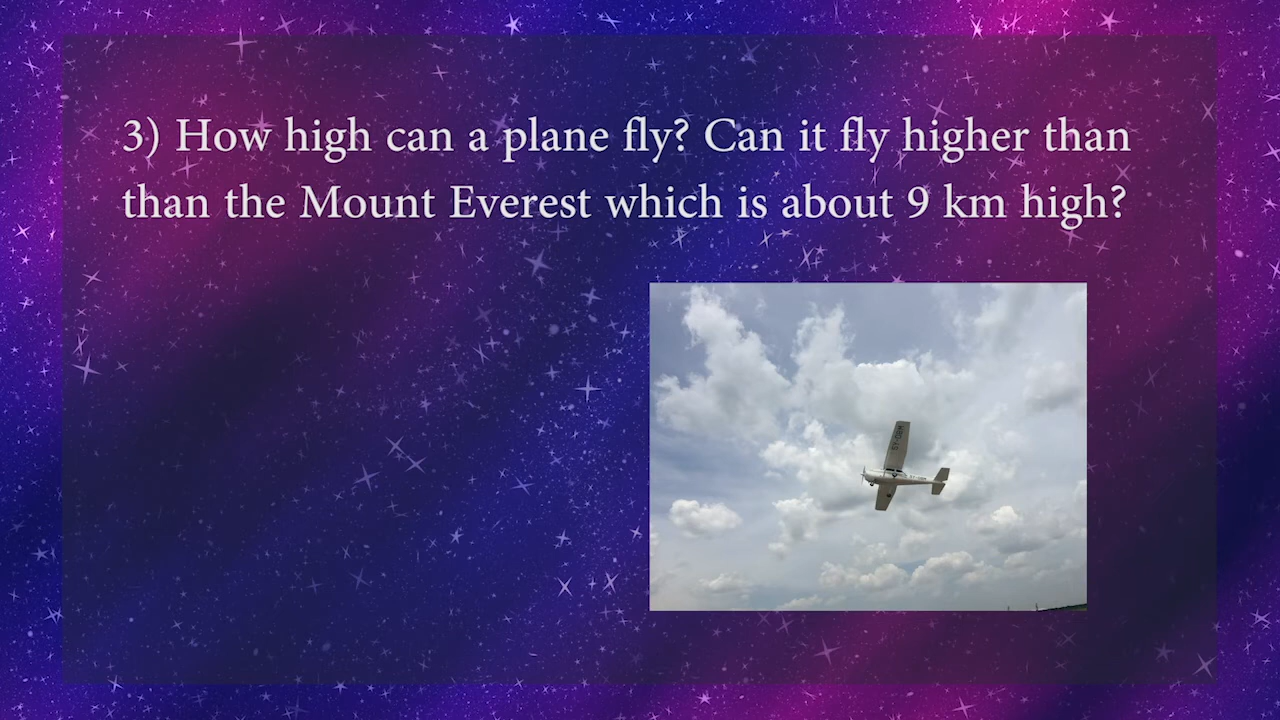 3) How high can a plane fly? Can it fly higher than
than the Mount Everest which is about 9 km high?